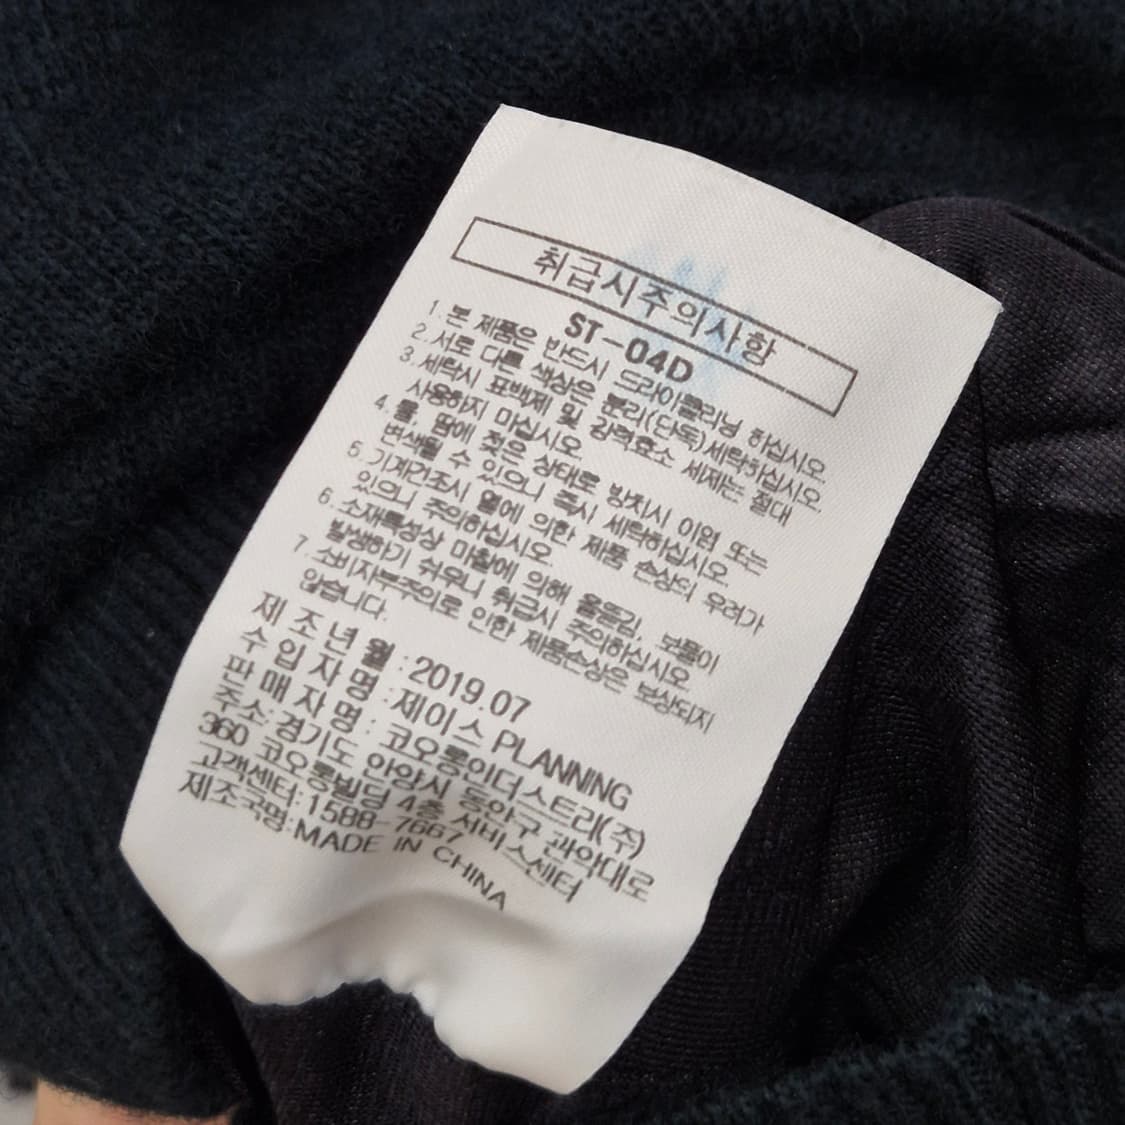 취급시주의사항
ST-04D
1. 본 제품은 반드시 드라이클리닝 하십시오.
2. 서로 다른 색상은 분리(단독)세탁하십시오.
3. 세탁시 표백제 및 강력효소 세제는 절대
사용하지 마십시오.
4. 물, 땀에 젖은 상태로 방치시 이염 또는
변색될 수 있으니 즉시 세탁하십시오.
5. 기계건조시 열에 의한 제품 손상의 우려가
있으니 주의하십시오.
6. 소재특성상 마찰에 의해 올뜯김, 보풀이
발생하기 쉬우니 취급시 주의하십시오.
7. 소비자부주의로 인한 제품손상은 보상되지
않습니다.
제 조 년 월 : 2019.07
수 입 자 명 : 제이스 PLANNING
판 매 자 명 : 코오롱인더스트리(주)
주소: 경기도 안양시 동안구 관악대로
360 코오롱빌딩 4층 서비스센터
고객센터:1588-7667
제조국명:MADE IN CHINA